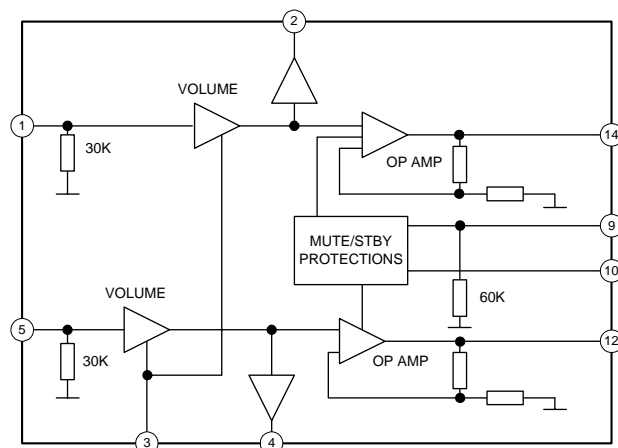 2
VOLUME
1
14
30K
OP AMP
9
MUTE/STBY
PROTECTIONS
10
VOLUME
60K
5
12
30K
OP AMP
3
4